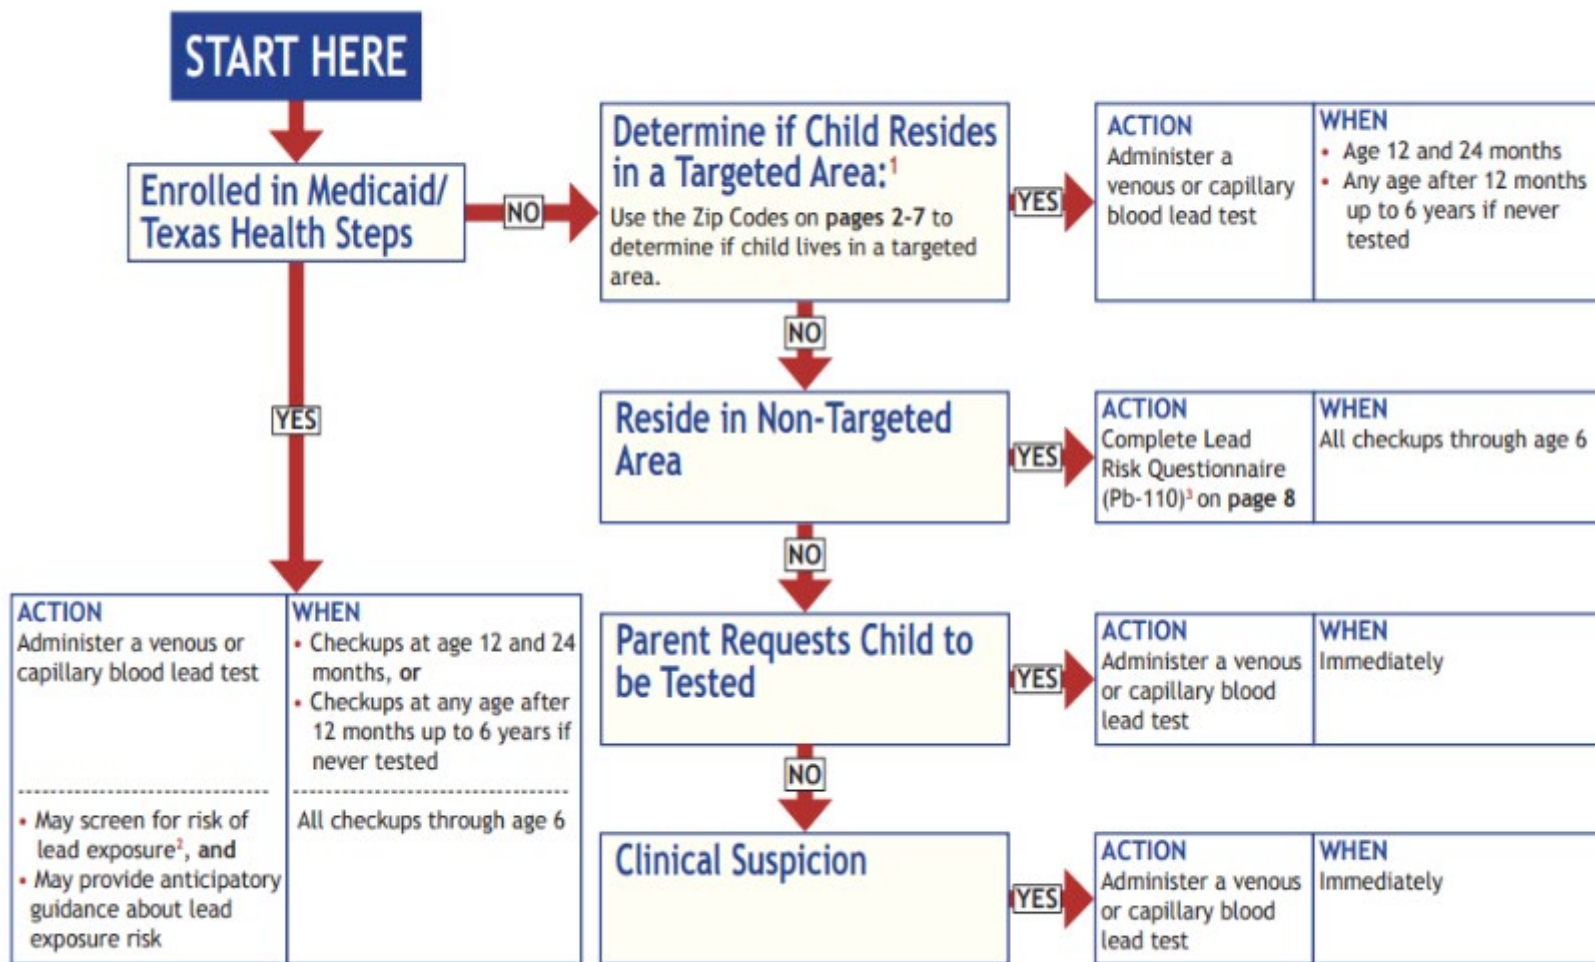 START HERE
Enrolled in Medicaid/
Texas Health Steps
NO
Determine if Child Resides
in a Targeted Area:¹
Use the Zip Codes on pages 2-7 to
determine if child lives in a targeted
area.
YES
ACTION
Administer a
venous or capillary
blood lead test
WHEN
• Age 12 and 24 months
• Any age after 12 months
up to 6 years if never
tested
NO
Reside in Non-Targeted
Area
YES
ACTION
Complete Lead
Risk Questionnaire
(Pb-110)³ on page 8
WHEN
All checkups through age 6
NO
Parent Requests Child to
be Tested
YES
ACTION
Administer a venous
or capillary blood
lead test
WHEN
Immediately
NO
Clinical Suspicion
YES
ACTION
Administer a venous
or capillary blood
lead test
WHEN
Immediately
YES
ACTION
Administer a venous or
capillary blood lead test
WHEN
• Checkups at age 12 and 24
months, or
• Checkups at any age after
12 months up to 6 years if
never tested
• May screen for risk of
lead exposure², and
• May provide anticipatory
guidance about lead
exposure risk
All checkups through age 6